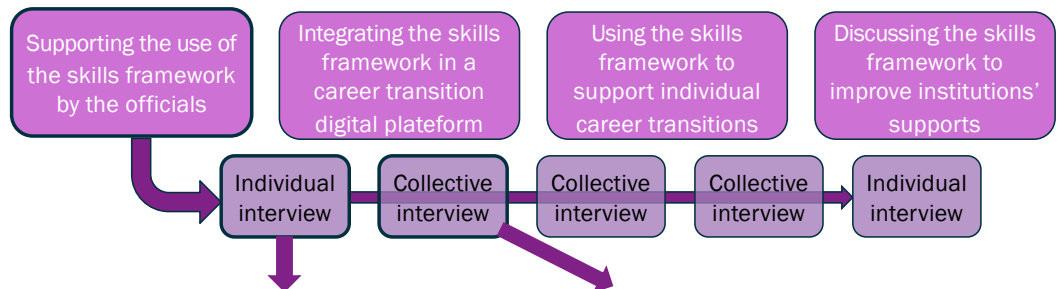 Supporting the use of
the skills framework
by the officials
Integrating the skills
framework in a
career transition
digital plateform
Using the skills
framework to
support individual
career transitions
Discussing the skills
framework to
improve institutions’
supports
Individual
interview
Collective
interview
Collective
interview
Collective
interview
Individual
interview